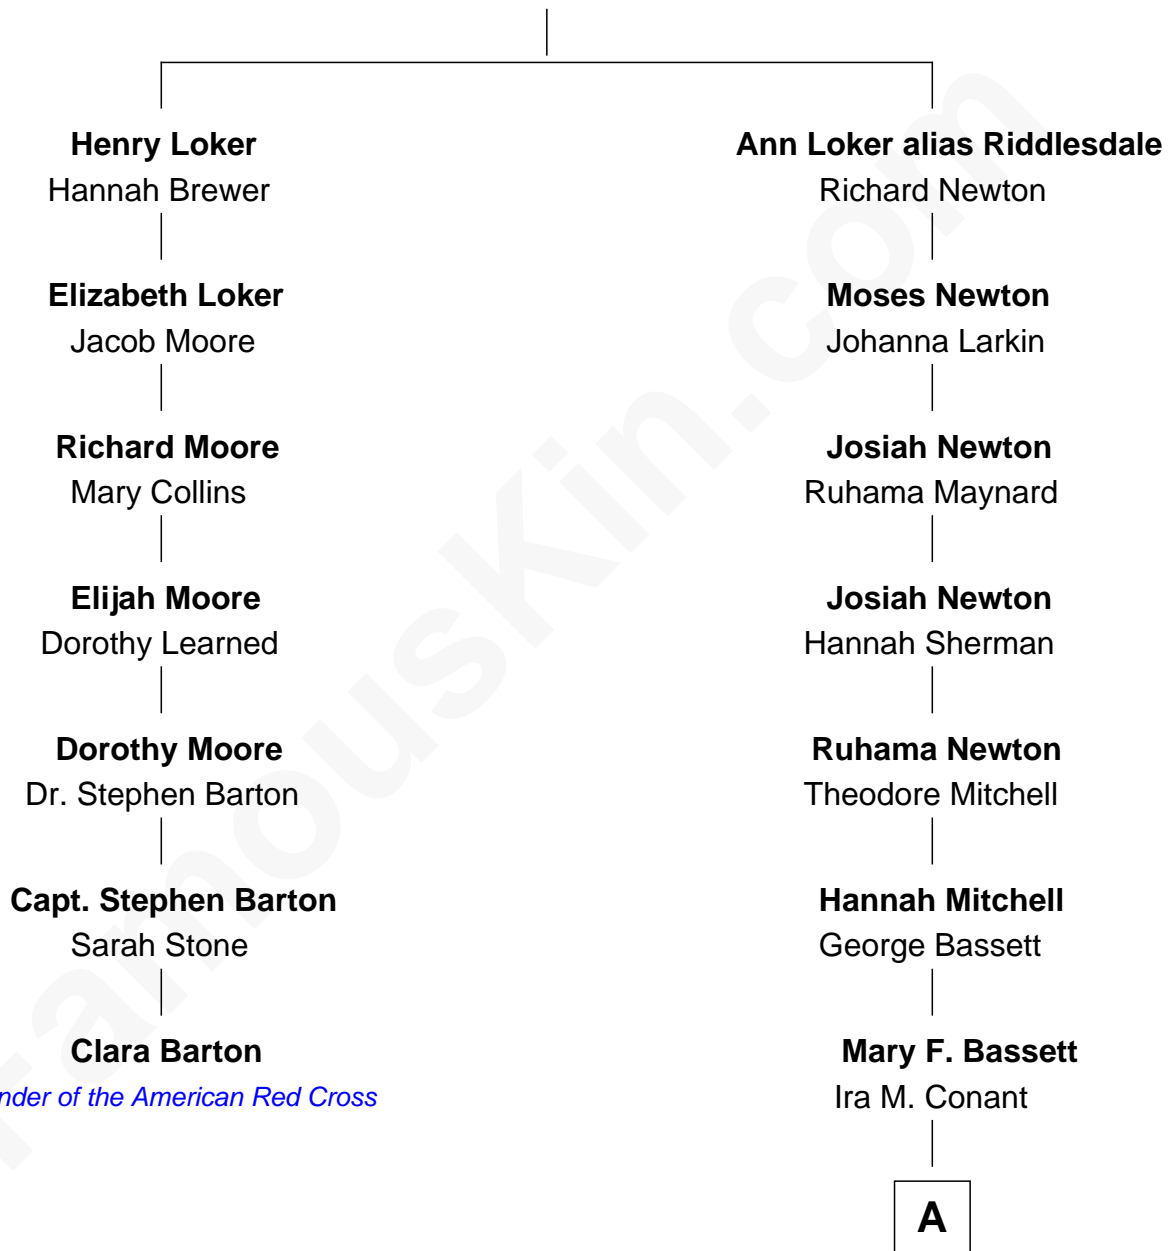 Henry Loker
Hannah Brewer
Elizabeth Loker
Jacob Moore
Richard Moore
Mary Collins
Elijah Moore
Dorothy Learned
Dorothy Moore
Dr. Stephen Barton
Capt. Stephen Barton
Sarah Stone
Clara Barton
of the American Red Cross
Ann Loker alias Riddlesdale
Richard Newton
Moses Newton
Johanna Larkin
Josiah Newton
Ruhama Maynard
Josiah Newton
Hannah Sherman
Ruhama Newton
Theodore Mitchell
Hannah Mitchell
George Bassett
Mary F. Bassett
Ira M. Conant
A
FamousKin.com